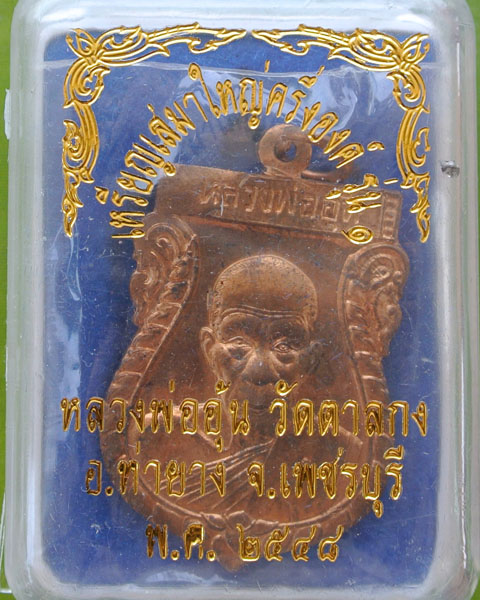 เหรียญเสมาใหญ่ครึ่งองค์ รุ่น ๑
หลวงพ่ออุ้น
หลวงพ่ออุ้น วัดตาลกง
อ.ท่ายาง จ.เพชรบุรี
พ.ศ. ๒๕๔๘